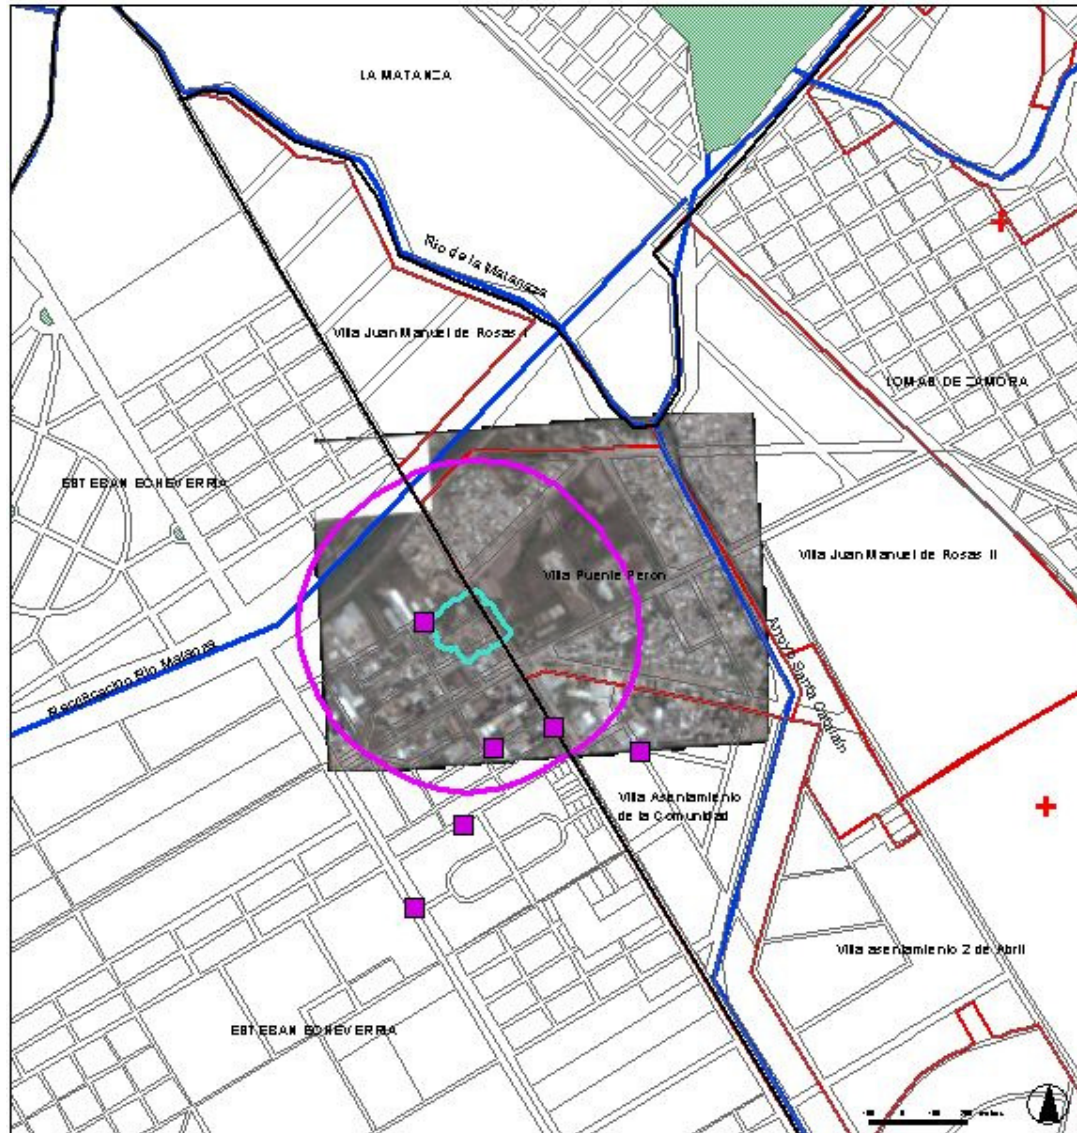 LA MATANZA
Rio de la Matanza
Villa Juan Manuel de Rosas I
LOMAS DE ZAMORA
ESTEBAN ECHEVERRIA
Villa Juan Manuel de Rosas II
Villa Puente Peron
Rectificación Río Matanza
Arroyo Santa Catalina
Villa Asentamiento
de la Comunidad
Villa asentamiento 2 de Abril
ESTEBAN ECHEVERRIA